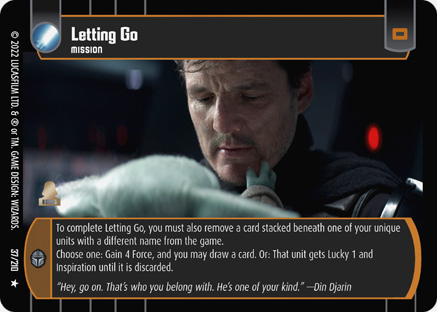 Letting Go
MISSION
© 2022 LUCASFILM LTD. & ® or TM. GAME DESIGN: WIZARDS.
37/210
To complete Letting Go, you must also remove a card stacked beneath one of your unique
units with a different name from the game.
Choose one: Gain 4 Force, and you may draw a card. Or: That unit gets Lucky 1 and
Inspiration until it is discarded.
"Hey, go on. That's who you belong with. He's one of your kind." —Din Djarin